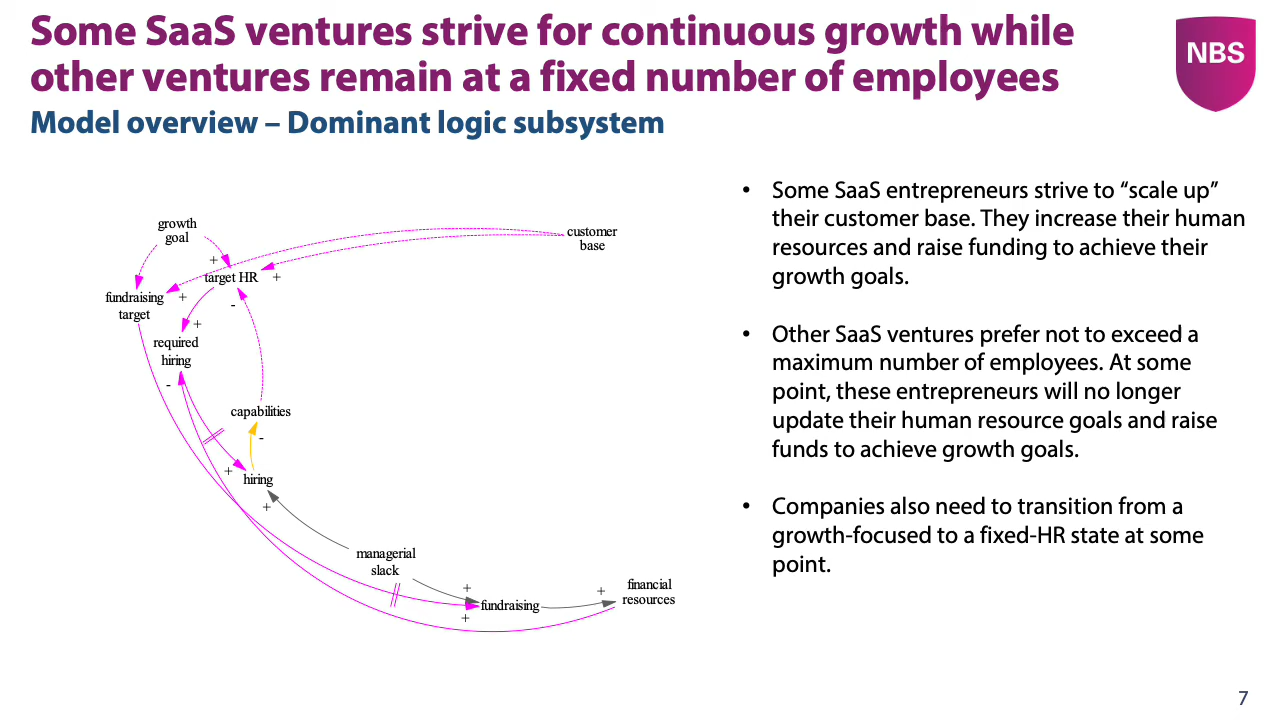 Some SaaS ventures strive for continuous growth while
other ventures remain at a fixed number of employees
NBS
Model overview – Dominant logic subsystem
growth
goal
customer
base
+
target HR
+
fundraising
target
+
-
+
required
hiring
-
capabilities
-
+
hiring
+
managerial
slack
+
fundraising
+
+
financial
resources
• Some SaaS entrepreneurs strive to “scale up”
their customer base. They increase their human
resources and raise funding to achieve their
growth goals.
• Other SaaS ventures prefer not to exceed a
maximum number of employees. At some
point, these entrepreneurs will no longer
update their human resource goals and raise
funds to achieve growth goals.
• Companies also need to transition from a
growth-focused to a fixed-HR state at some
point.
7